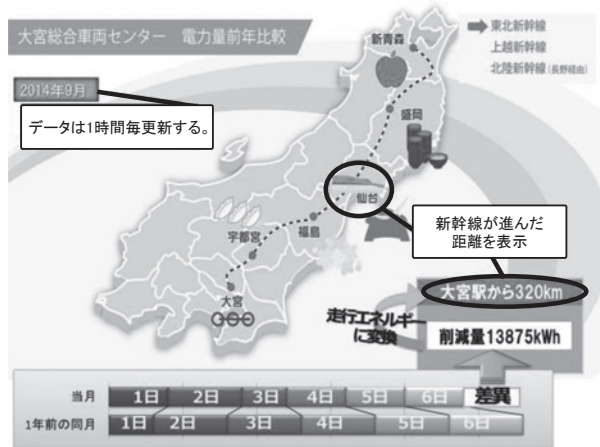 大宮総合車両センター 電力量前年比較
2014年9月
データは1時間毎更新する。
東北新幹線
上越新幹線
北陸新幹線(長野経由)
新青森
盛岡
仙台
福島
宇都宮
大宮
新幹線が進んだ
距離を表示
大宮駅から320km
走行エネルギー
に変換
削減量13875kWh
当月 1日 2日 3日 4日 5日 6日 差異
1年前の同月 1日 2日 3日 4日 5日 6日